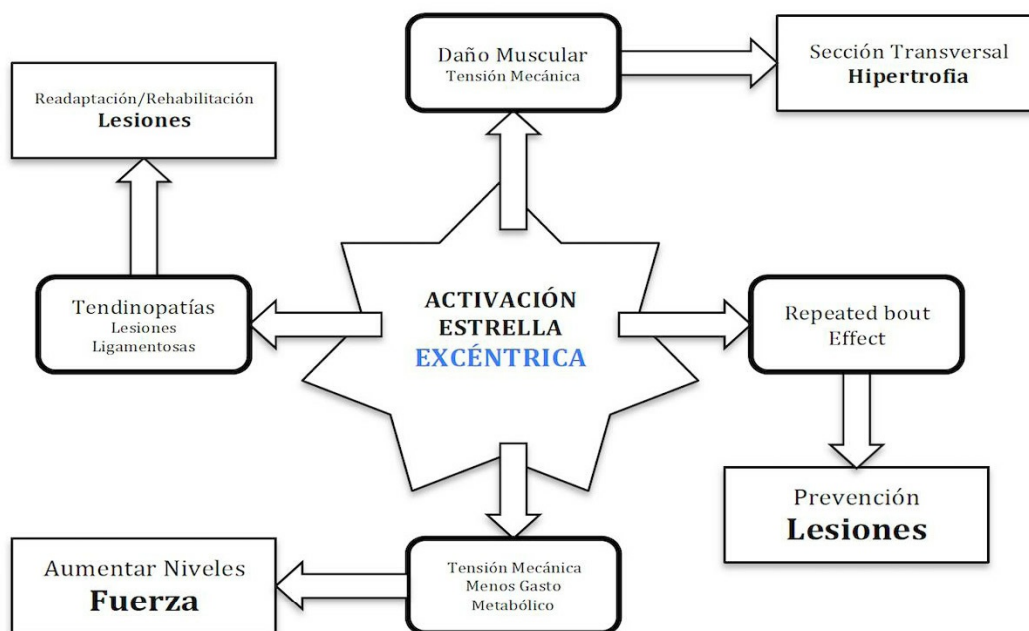 Daño Muscular
Tensión Mecánica
Sección Transversal
Hipertrofia
Readaptación/Rehabilitación
Lesiones
Tendinopatías
Lesiones
Ligamentosas
ACTIVACIÓN
ESTRELLA
EXCÉNTRICA
Repeated bout
Effect
Prevención
Lesiones
Aumentar Niveles
Fuerza
Tensión Mecánica
Menos Gasto
Metabólico